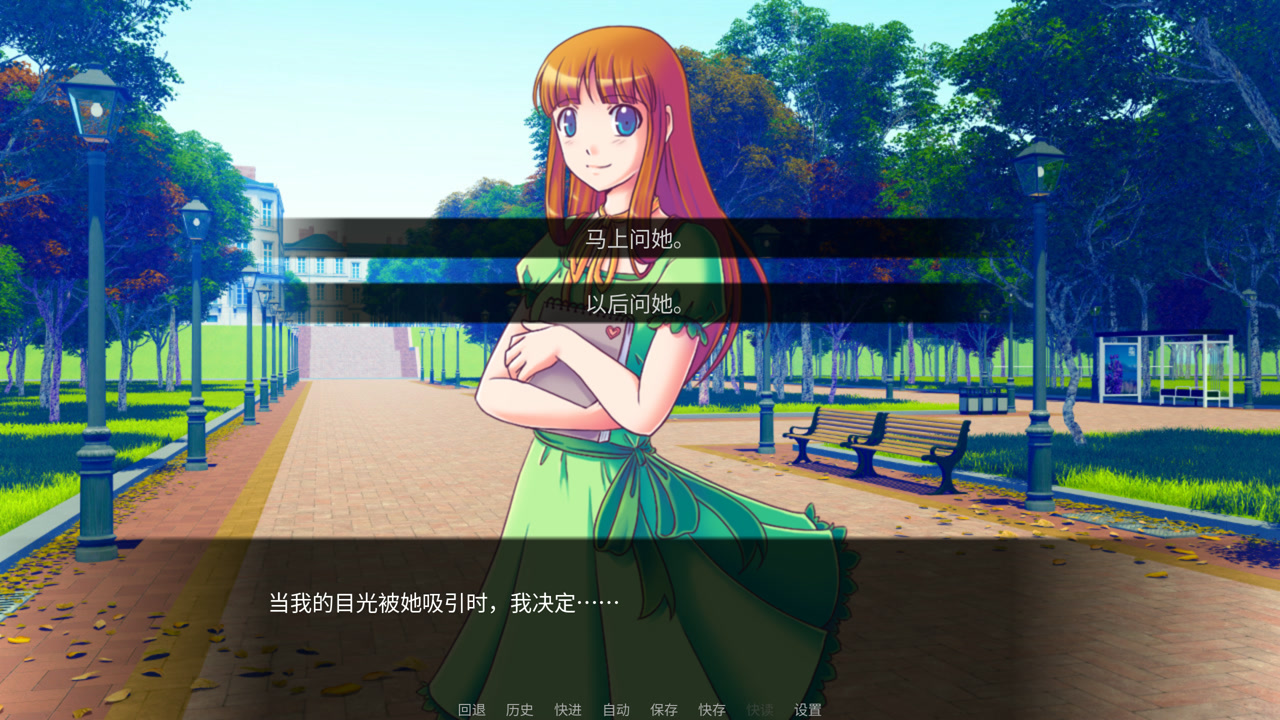 马上问她。
以后问她。
当我的目光被她吸引时，我决定……
回退 历史 快进 自动 保存 快存 快读 设置